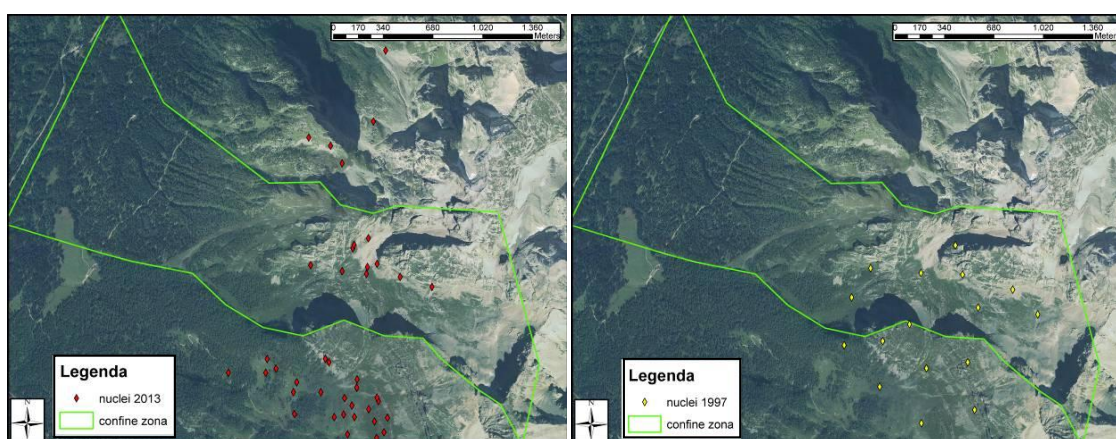 0 170 340 680 1.020 1.360
Meters
Legenda
nuclei 2013
confine zona
N
0 170 340 680 1.020 1.360
Meters
Legenda
nuclei 1997
confine zona
N